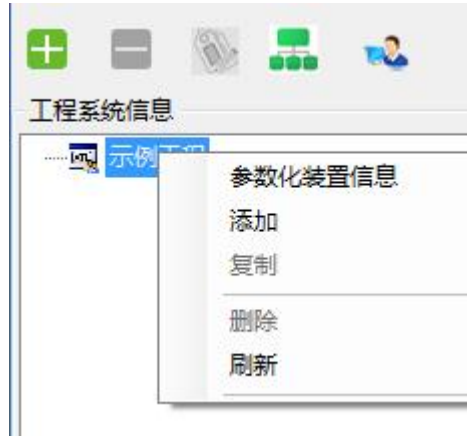 工程系统信息
示例工程
参数化装置信息
添加
复制
删除
刷新